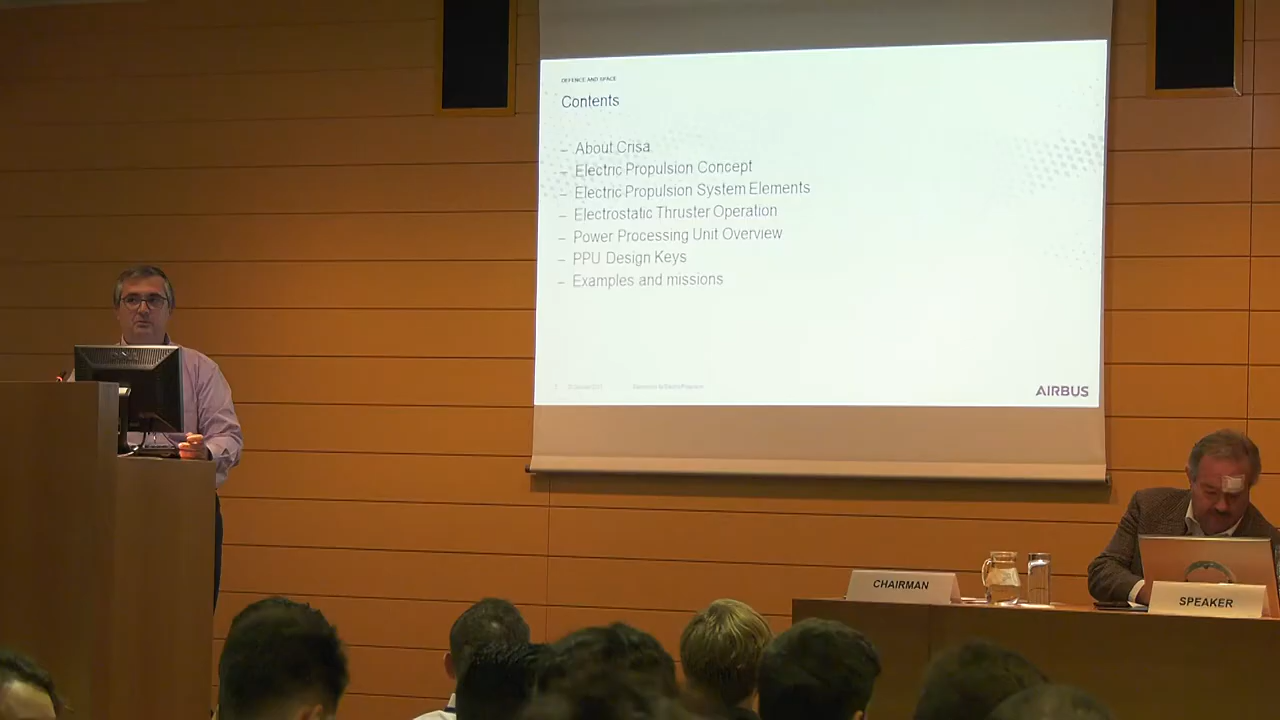 DEFENCE AND SPACE
Contents
– About Crisa
– Electric Propulsion Concept
– Electric Propulsion System Elements
– Electrostatic Thruster Operation
– Power Processing Unit Overview
– PPU Design Keys
– Examples and missions
AIRBUS
CHAIRMAN
SPEAKER